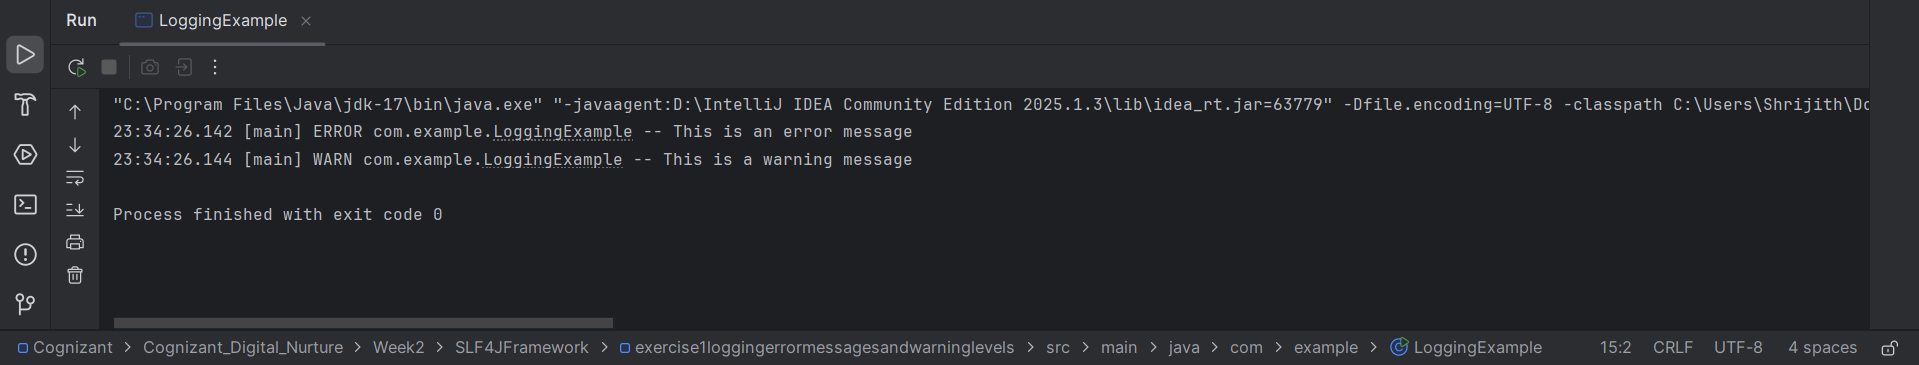 Run LoggingExample
"C:\Program Files\Java\jdk-17\bin\java.exe" "-javaagent:D:\IntelliJ IDEA Community Edition 2025.1.3\lib\idea_rt.jar=63779" -Dfile.encoding=UTF-8 -classpath C:\Users\Shrijith\Do
23:34:26.142 [main] ERROR com.example.LoggingExample -- This is an error message
23:34:26.144 [main] WARN com.example.LoggingExample -- This is a warning message
Process finished with exit code 0
Cognizant > Cognizant_Digital_Nurture > Week2 > SLF4JFramework > exercise1loggingerrormessagesandwarninglevels > src > main > java > com > example > LoggingExample 15:2 CRLF UTF-8 4 spaces